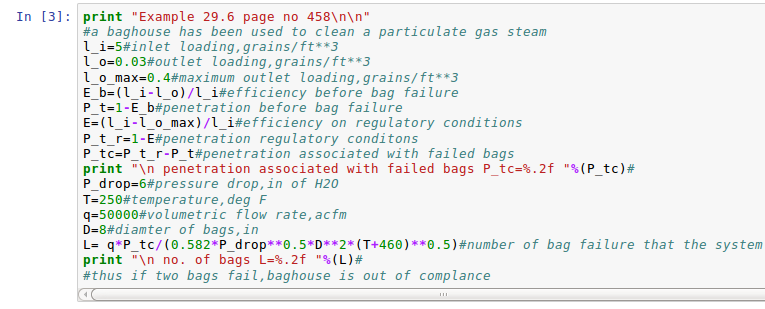 In [3]: print "Example 29.6 page no 458\n\n"
#a baghouse has been used to clean a particulate gas steam
l_i=5#inlet loading,grains/ft**3
l_o=0.03#outlet loading,grains/ft**3
l_o_max=0.4#maximum outlet loading,grains/ft**3
E_b=(l_i-l_o)/l_i#efficiency before bag failure
P_t=1-E_b#penetration before bag failure
E=(l_i-l_o_max)/l_i#efficiency on regulatory conditions
P_t_r=1-E#penetration regulatory conditons
P_tc=P_t_r-P_t#penetration associated with failed bags
print "\n penetration associated with failed bags P_tc=%.2f "%(P_tc)#
P_drop=6#pressure drop,in of H2O
T=250#temperature,deg F
q=50000#volumetric flow rate,acfm
D=8#diamter of bags,in
L= q*P_tc/(0.582*P_drop**0.5*D**2*(T+460)**0.5)#number of bag failure that the system
print "\n no. of bags L=%.2f "%(L)#
#thus if two bags fail,baghouse is out of complance